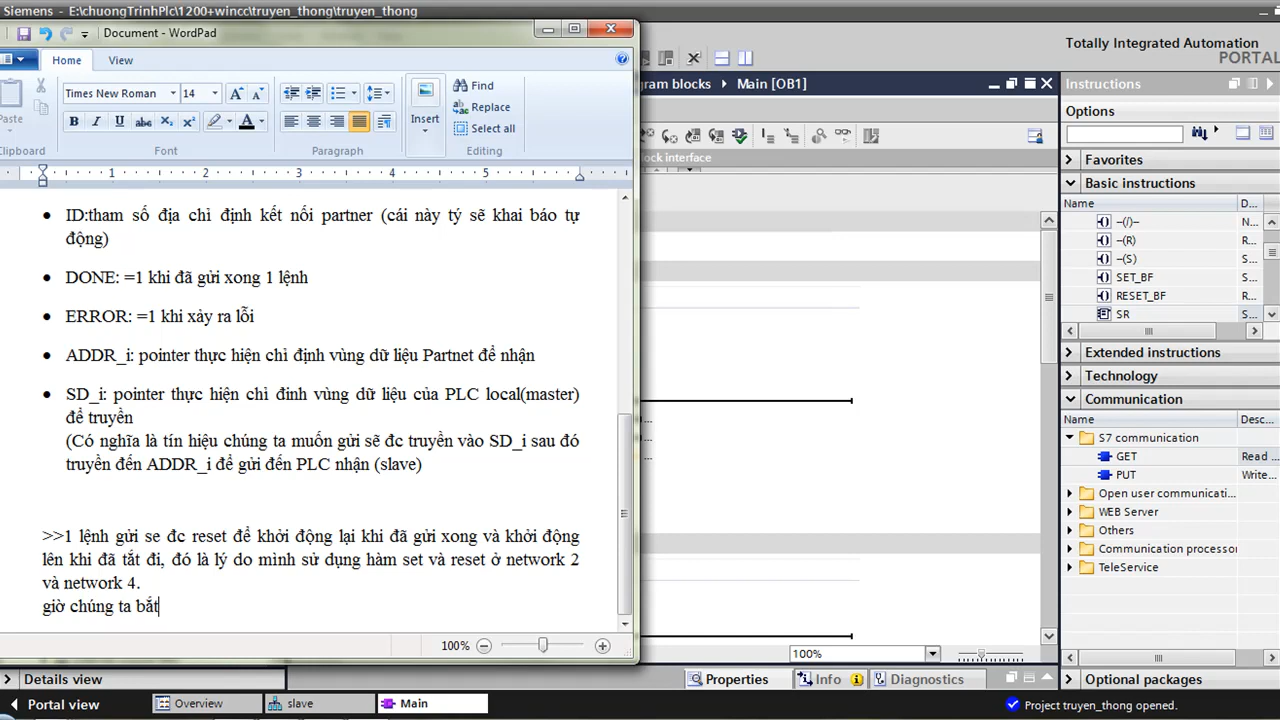 Siemens - E:\chuongTrinhPlc\1200+wincc\truyen_thong\truyen_thong
Document - WordPad
Totally Integrated Automation
PORTAL
Home View
gram blocks Main [OB1]
Instructions
Times New Roman 14
Find
Options
Paste
Replace
B I U abc X₂ X² A
Insert
Select all
Clipboard Font Paragraph Editing
lock interface
Favorites
Basic instructions
1 2 3 4 5
Name D...
ID:tham số địa chỉ định kết nối partner (cái này tý sẽ khai báo tự
động)
DONE: =1 khi đã gửi xong 1 lệnh
ERROR: =1 khi xảy ra lỗi
ADDR_i: pointer thực hiện chỉ định vùng dữ liệu Partnet để nhận
SD_i: pointer thực hiện chỉ đinh vùng dữ liệu của PLC local(master)
để truyền
(Có nghĩa là tín hiệu chúng ta muốn gửi sẽ đc truyền vào SD_i sau đó
truyền đến ADDR_i để gửi đến PLC nhận (slave)
>>1 lệnh gửi se đc reset để khởi động lại khi đã gửi xong và khởi động
lên khi đã tắt đi, đó là lý do mình sử dụng hàm set và reset ở network 2
và network 4.
giờ chúng ta bắt
–(/)– N...
–(R) R...
–(S) S...
SET_BF S...
RESET_BF R...
SR S...
Extended instructions
Technology
Communication
Name Descr...
S7 communication
GET Read ...
PUT Write...
Open user communicati...
WEB Server
Others
Communication processor
TeleService
100%
100%
Details view
Properties Info Diagnostics
Optional packages
Portal view Overview slave Main
Project truyen_thong opened.